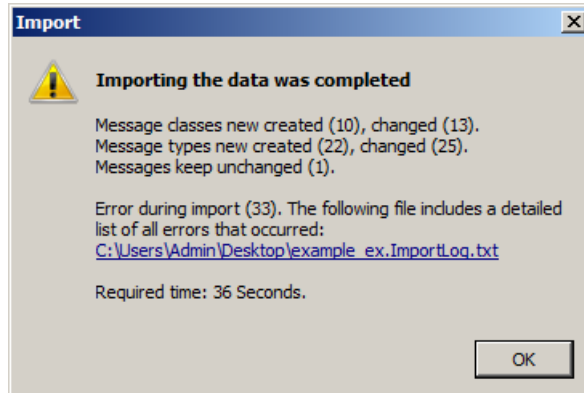 Import
Importing the data was completed
Message classes new created (10), changed (13).
Message types new created (22), changed (25).
Messages keep unchanged (1).
Error during import (33). The following file includes a detailed
list of all errors that occurred:
C:\Users\Admin\Desktop\example_ex.ImportLog.txt
Required time: 36 Seconds.
OK